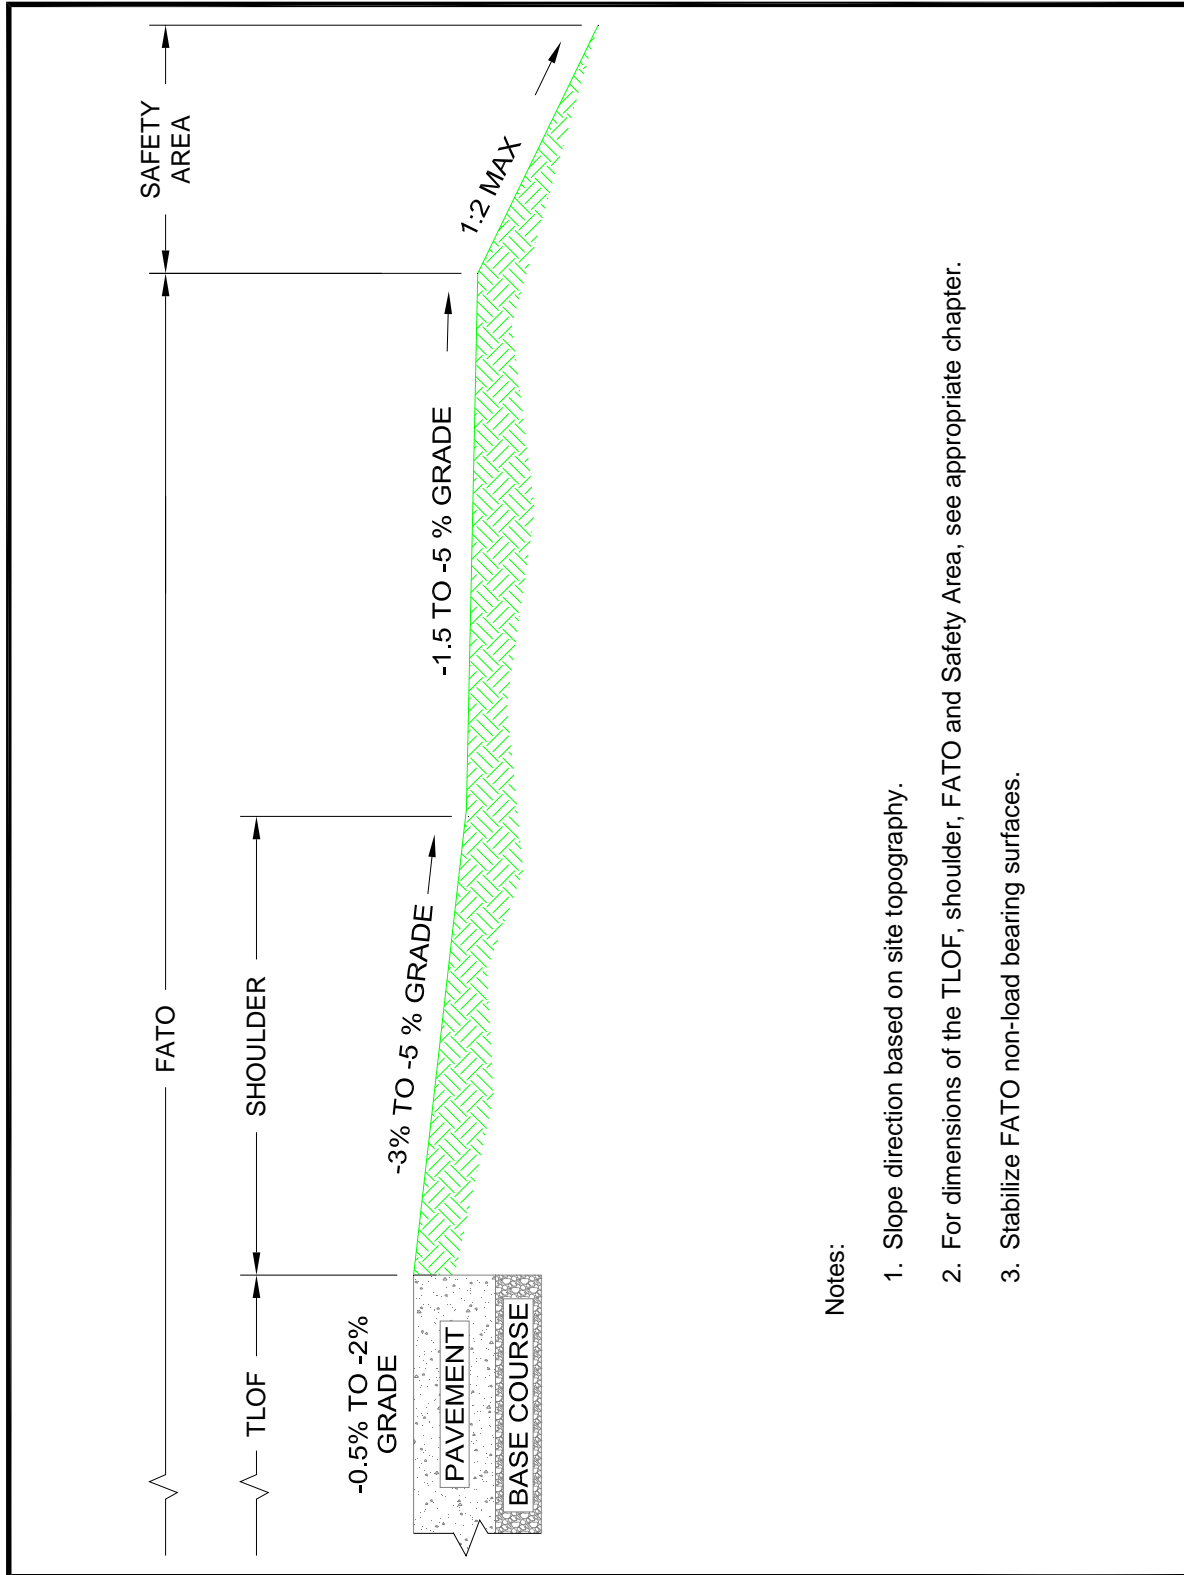 SAFETY
AREA
FATO
SHOULDER
TLOF
1:2 MAX
-1.5 TO -5 % GRADE
-3% TO -5 % GRADE
-0.5% TO -2%
GRADE
PAVEMENT
BASE COURSE
Notes:
1. Slope direction based on site topography.
2. For dimensions of the TLOF, shoulder, FATO and Safety Area, see appropriate chapter.
3. Stabilize FATO non-load bearing surfaces.